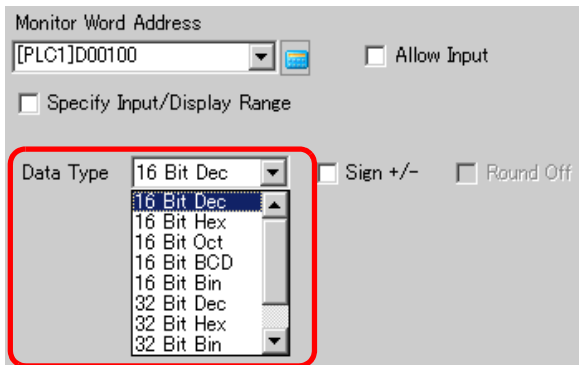 Monitor Word Address
[PLC1]D00100
Allow Input
Specify Input/Display Range
Data Type 16 Bit Dec Sign +/- Round Off
16 Bit Dec
16 Bit Hex
16 Bit Oct
16 Bit BCD
16 Bit Bin
32 Bit Dec
32 Bit Hex
32 Bit Bin